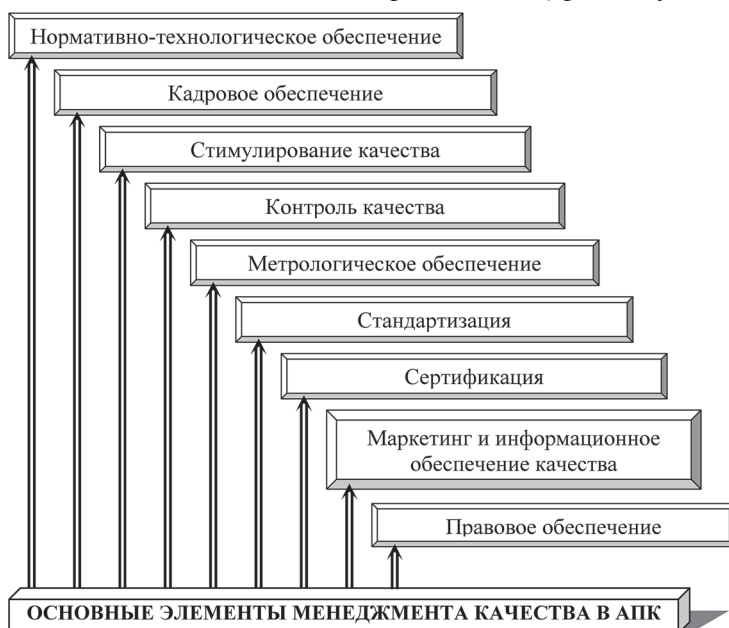 Нормативно-технологическое обеспечение
Кадровое обеспечение
Стимулирование качества
Контроль качества
Метрологическое обеспечение
Стандартизация
Сертификация
Маркетинг и информационное
обеспечение качества
Правовое обеспечение
ОСНОВНЫЕ ЭЛЕМЕНТЫ МЕНЕДЖМЕНТА КАЧЕСТВА В АПК